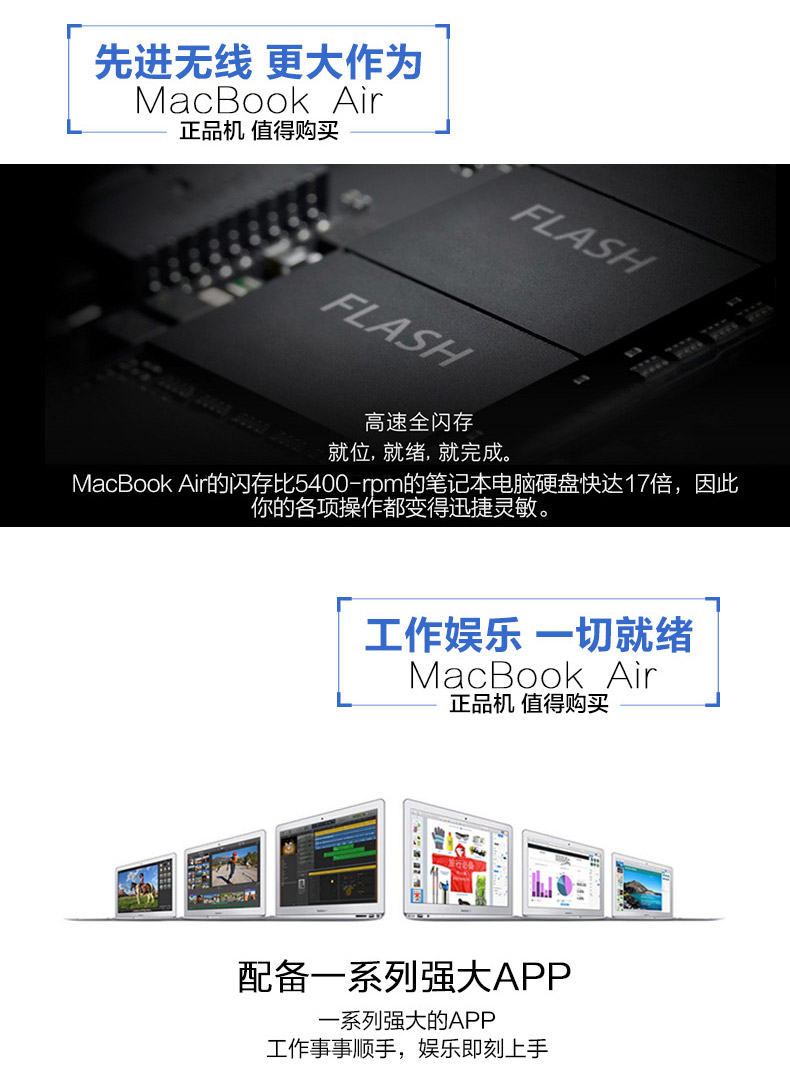 先进无线 更大作为
MacBook Air
正品机 值得购买
FLASH
FLASH
高速全闪存
就位, 就绪, 就完成。
MacBook Air的闪存比5400-rpm的笔记本电脑硬盘快达17倍，因此
你的各项操作都变得迅捷灵敏。
工作娱乐 一切就绪
MacBook Air
正品机 值得购买
旅行必备
配备一系列强大APP
一系列强大的APP
工作事事顺手，娱乐即刻上手